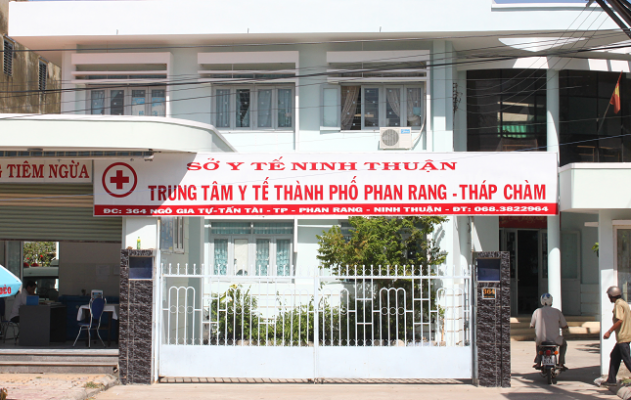 SỞ Y TẾ NINH THUẬN
TRUNG TÂM Y TẾ THÀNH PHỐ PHAN RANG - THÁP CHÀM
ĐC: 364 NGÔ GIA TỰ-TẤN TÀI - TP - PHAN RANG - NINH THUẬN - ĐT: 068.3822964
TIÊM NGỪA